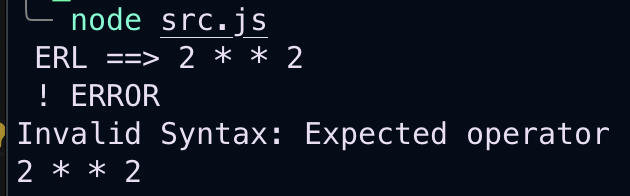 node src.js
ERL ==> 2 * * 2
! ERROR
Invalid Syntax: Expected operator
2 * * 2